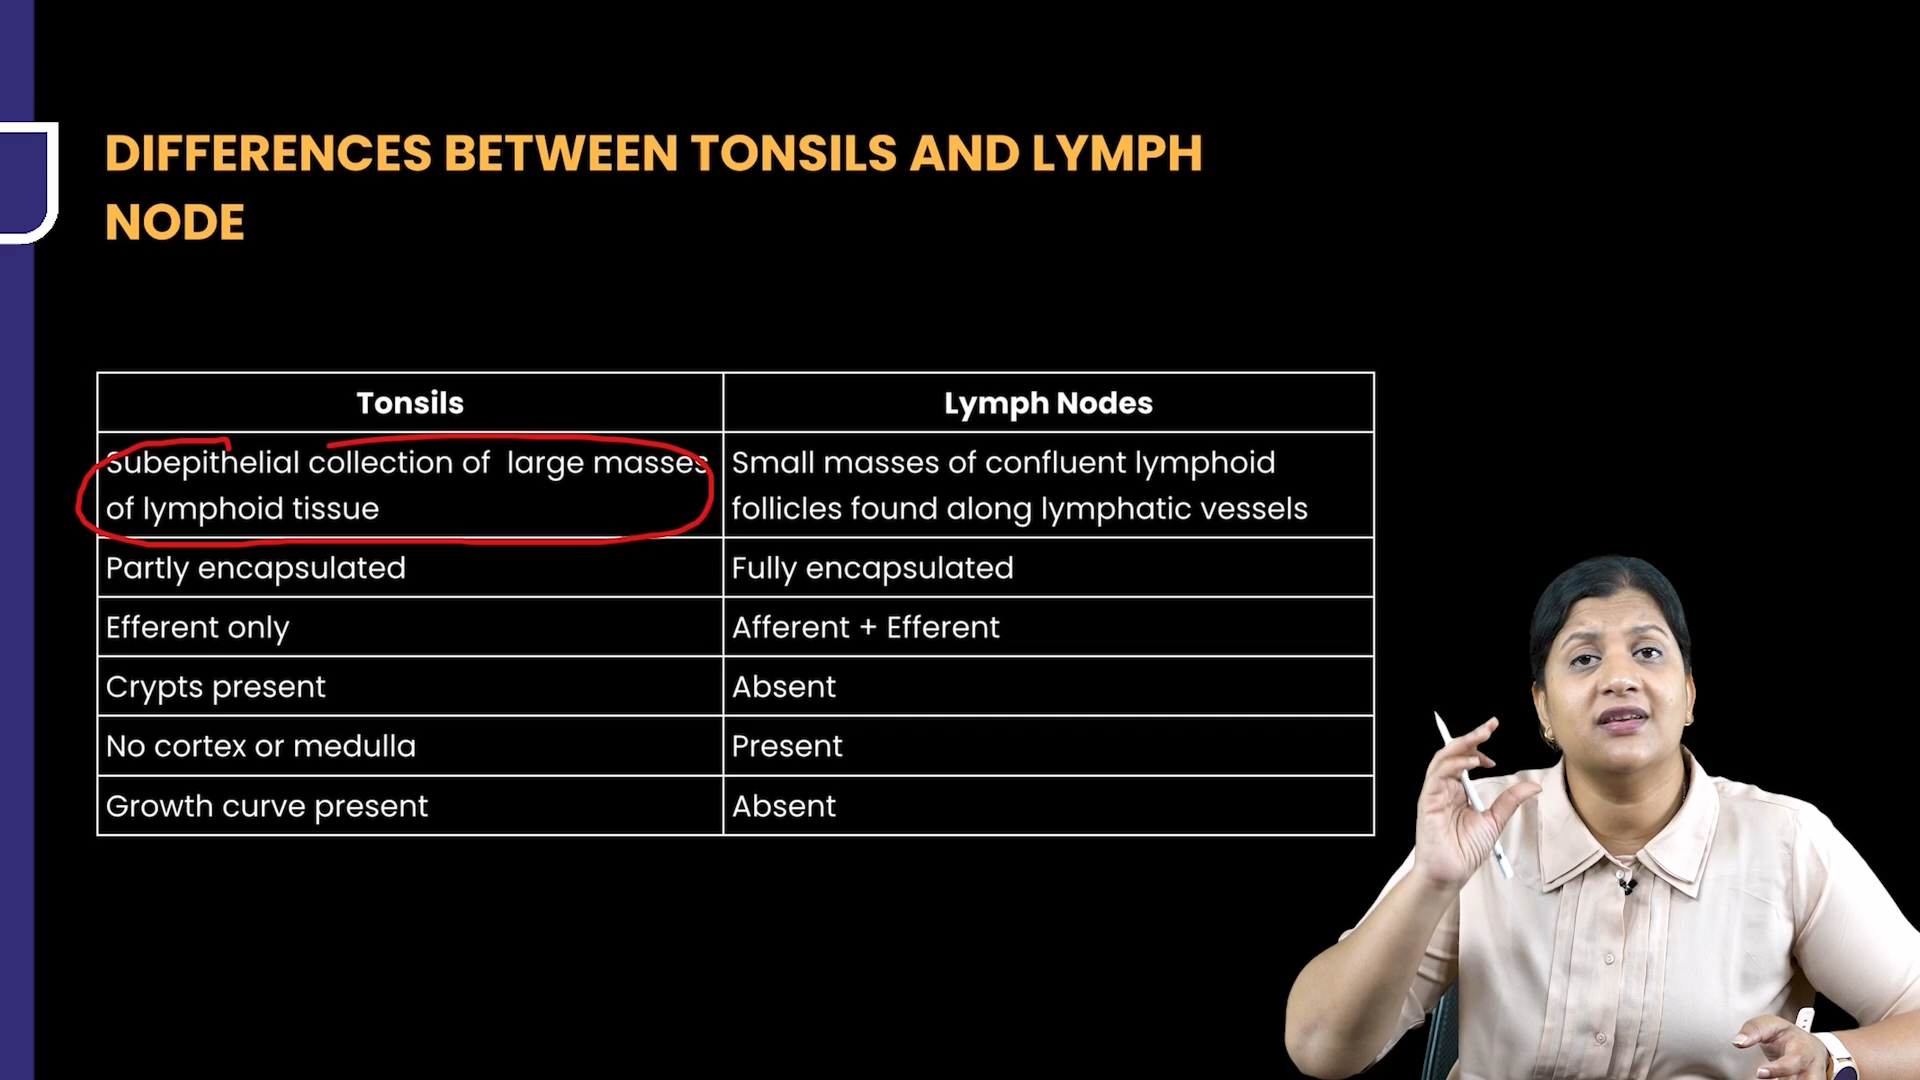 DIFFERENCES BETWEEN TONSILS AND LYMPH
NODE
Tonsils
Lymph Nodes
Subepithelial collection of large masses
of lymphoid tissue
Small masses of confluent lymphoid
follicles found along lymphatic vessels
Partly encapsulated
Fully encapsulated
Efferent only
Afferent + Efferent
Crypts present
Absent
No cortex or medulla
Present
Growth curve present
Absent